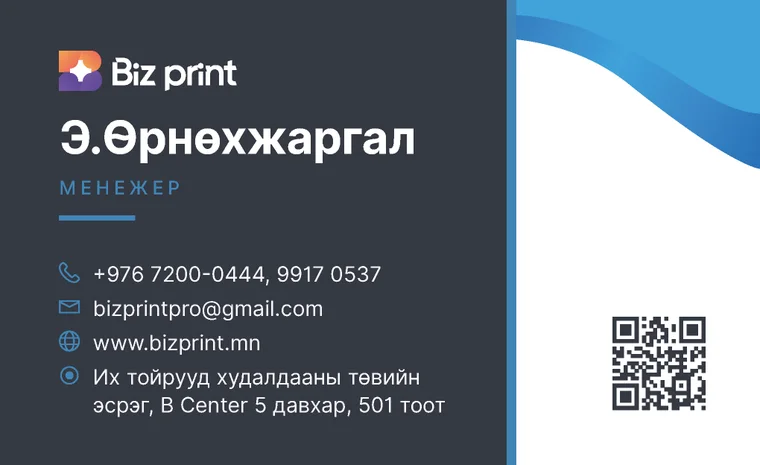 Biz print
Э.Өрнөхжаргал
МЕНЕЖЕР
+976 7200-0444, 9917 0537
bizprintpro@gmail.com
www.bizprint.mn
Их тойрууд худалдааны төвийн
эсрэг, B Center 5 давхар, 501 тоот